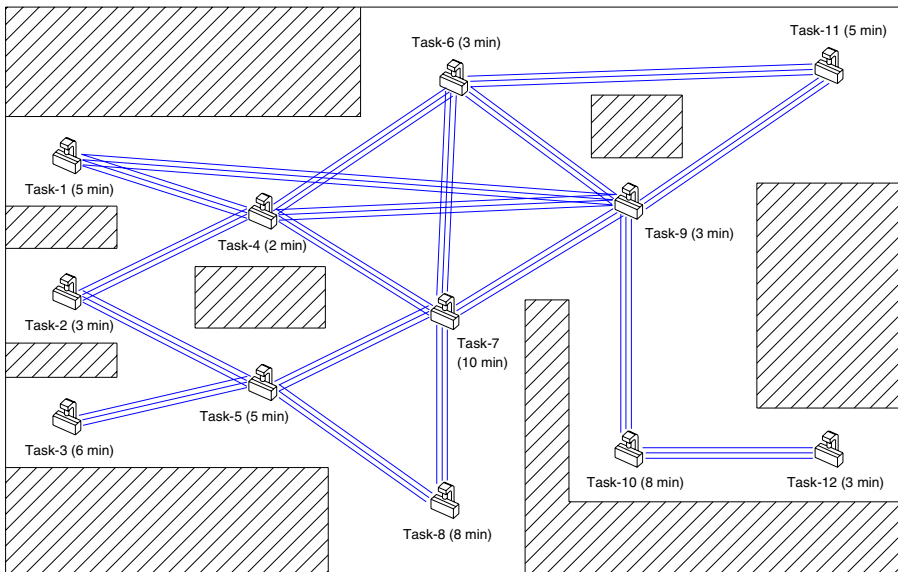 Task-11 (5 min)
Task-6 (3 min)
Task-1 (5 min)
Task-9 (3 min)
Task-4 (2 min)
Task-2 (3 min)
Task-7
(10 min)
Task-5 (5 min)
Task-3 (6 min)
Task-10 (8 min)
Task-12 (3 min)
Task-8 (8 min)